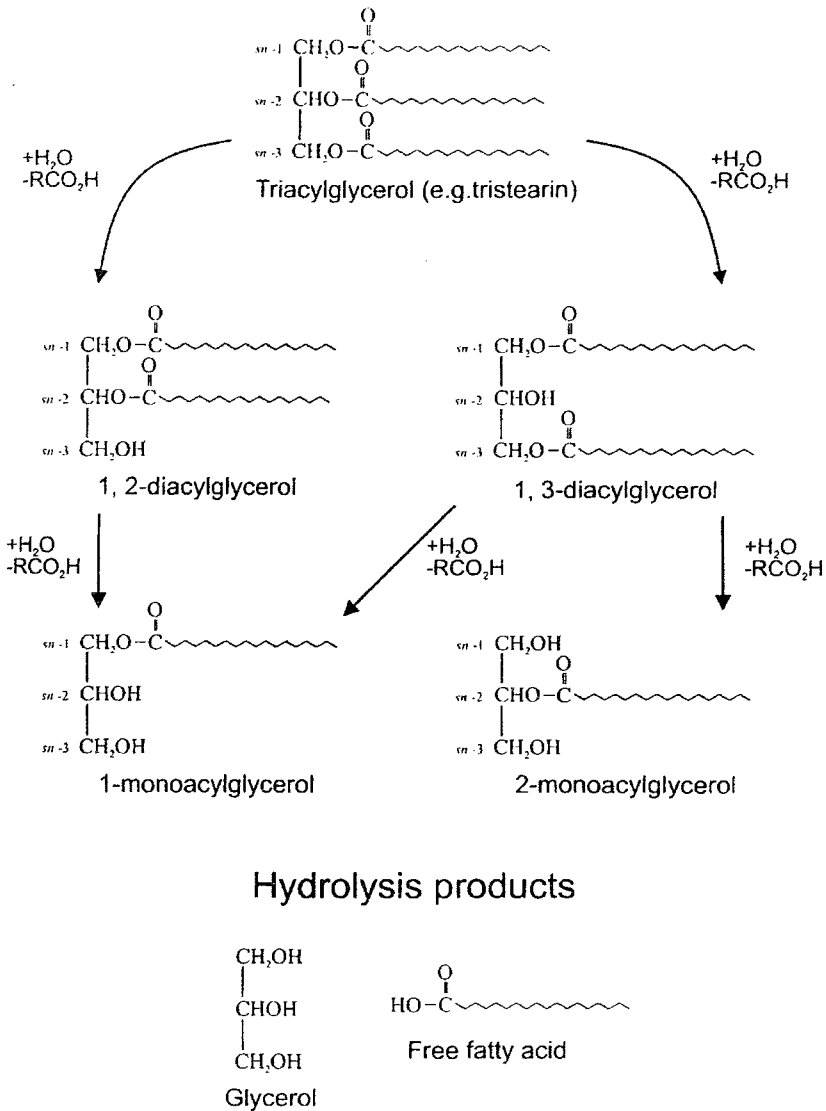 O
sn -1 CH₂O–C
O
sn -2 CHO–C
O
sn -3 CH₂O–C
Triacylglycerol (e.g.tristearin)
+H₂O
-RCO₂H
+H₂O
-RCO₂H
O
sn -1 CH₂O–C
O
sn -2 CHO–C
sn -3 CH₂OH
1, 2-diacylglycerol
O
sn -1 CH₂O–C
sn -2 CHOH
O
sn -3 CH₂O–C
1, 3-diacylglycerol
+H₂O
-RCO₂H
+H₂O
-RCO₂H
+H₂O
-RCO₂H
O
sn -1 CH₂O–C
sn -2 CHOH
sn -3 CH₂OH
1-monoacylglycerol
sn -1 CH₂OH
O
sn -2 CHO–C
sn -3 CH₂OH
2-monoacylglycerol
Hydrolysis products
CH₂OH
CHOH
CH₂OH
Glycerol
O
HO–C
Free fatty acid